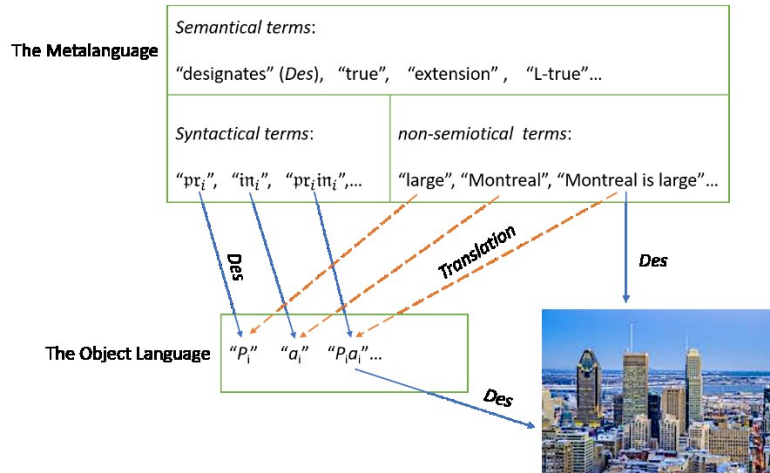 Semantical terms:
The Metalanguage
“designates” (Des), “true”, “extension” , “L-true”...
Syntactical terms:
non-semiotical terms:
“𝔭𝔯ᵢ”, “𝔦𝔫ᵢ”, “𝔭𝔯ᵢ𝔦𝔫ᵢ”,...
“large”, “Montreal”, “Montreal is large”...
Des
Translation
Des
The Object Language
“Pᵢ” “aᵢ” “Pᵢaᵢ”...
Des